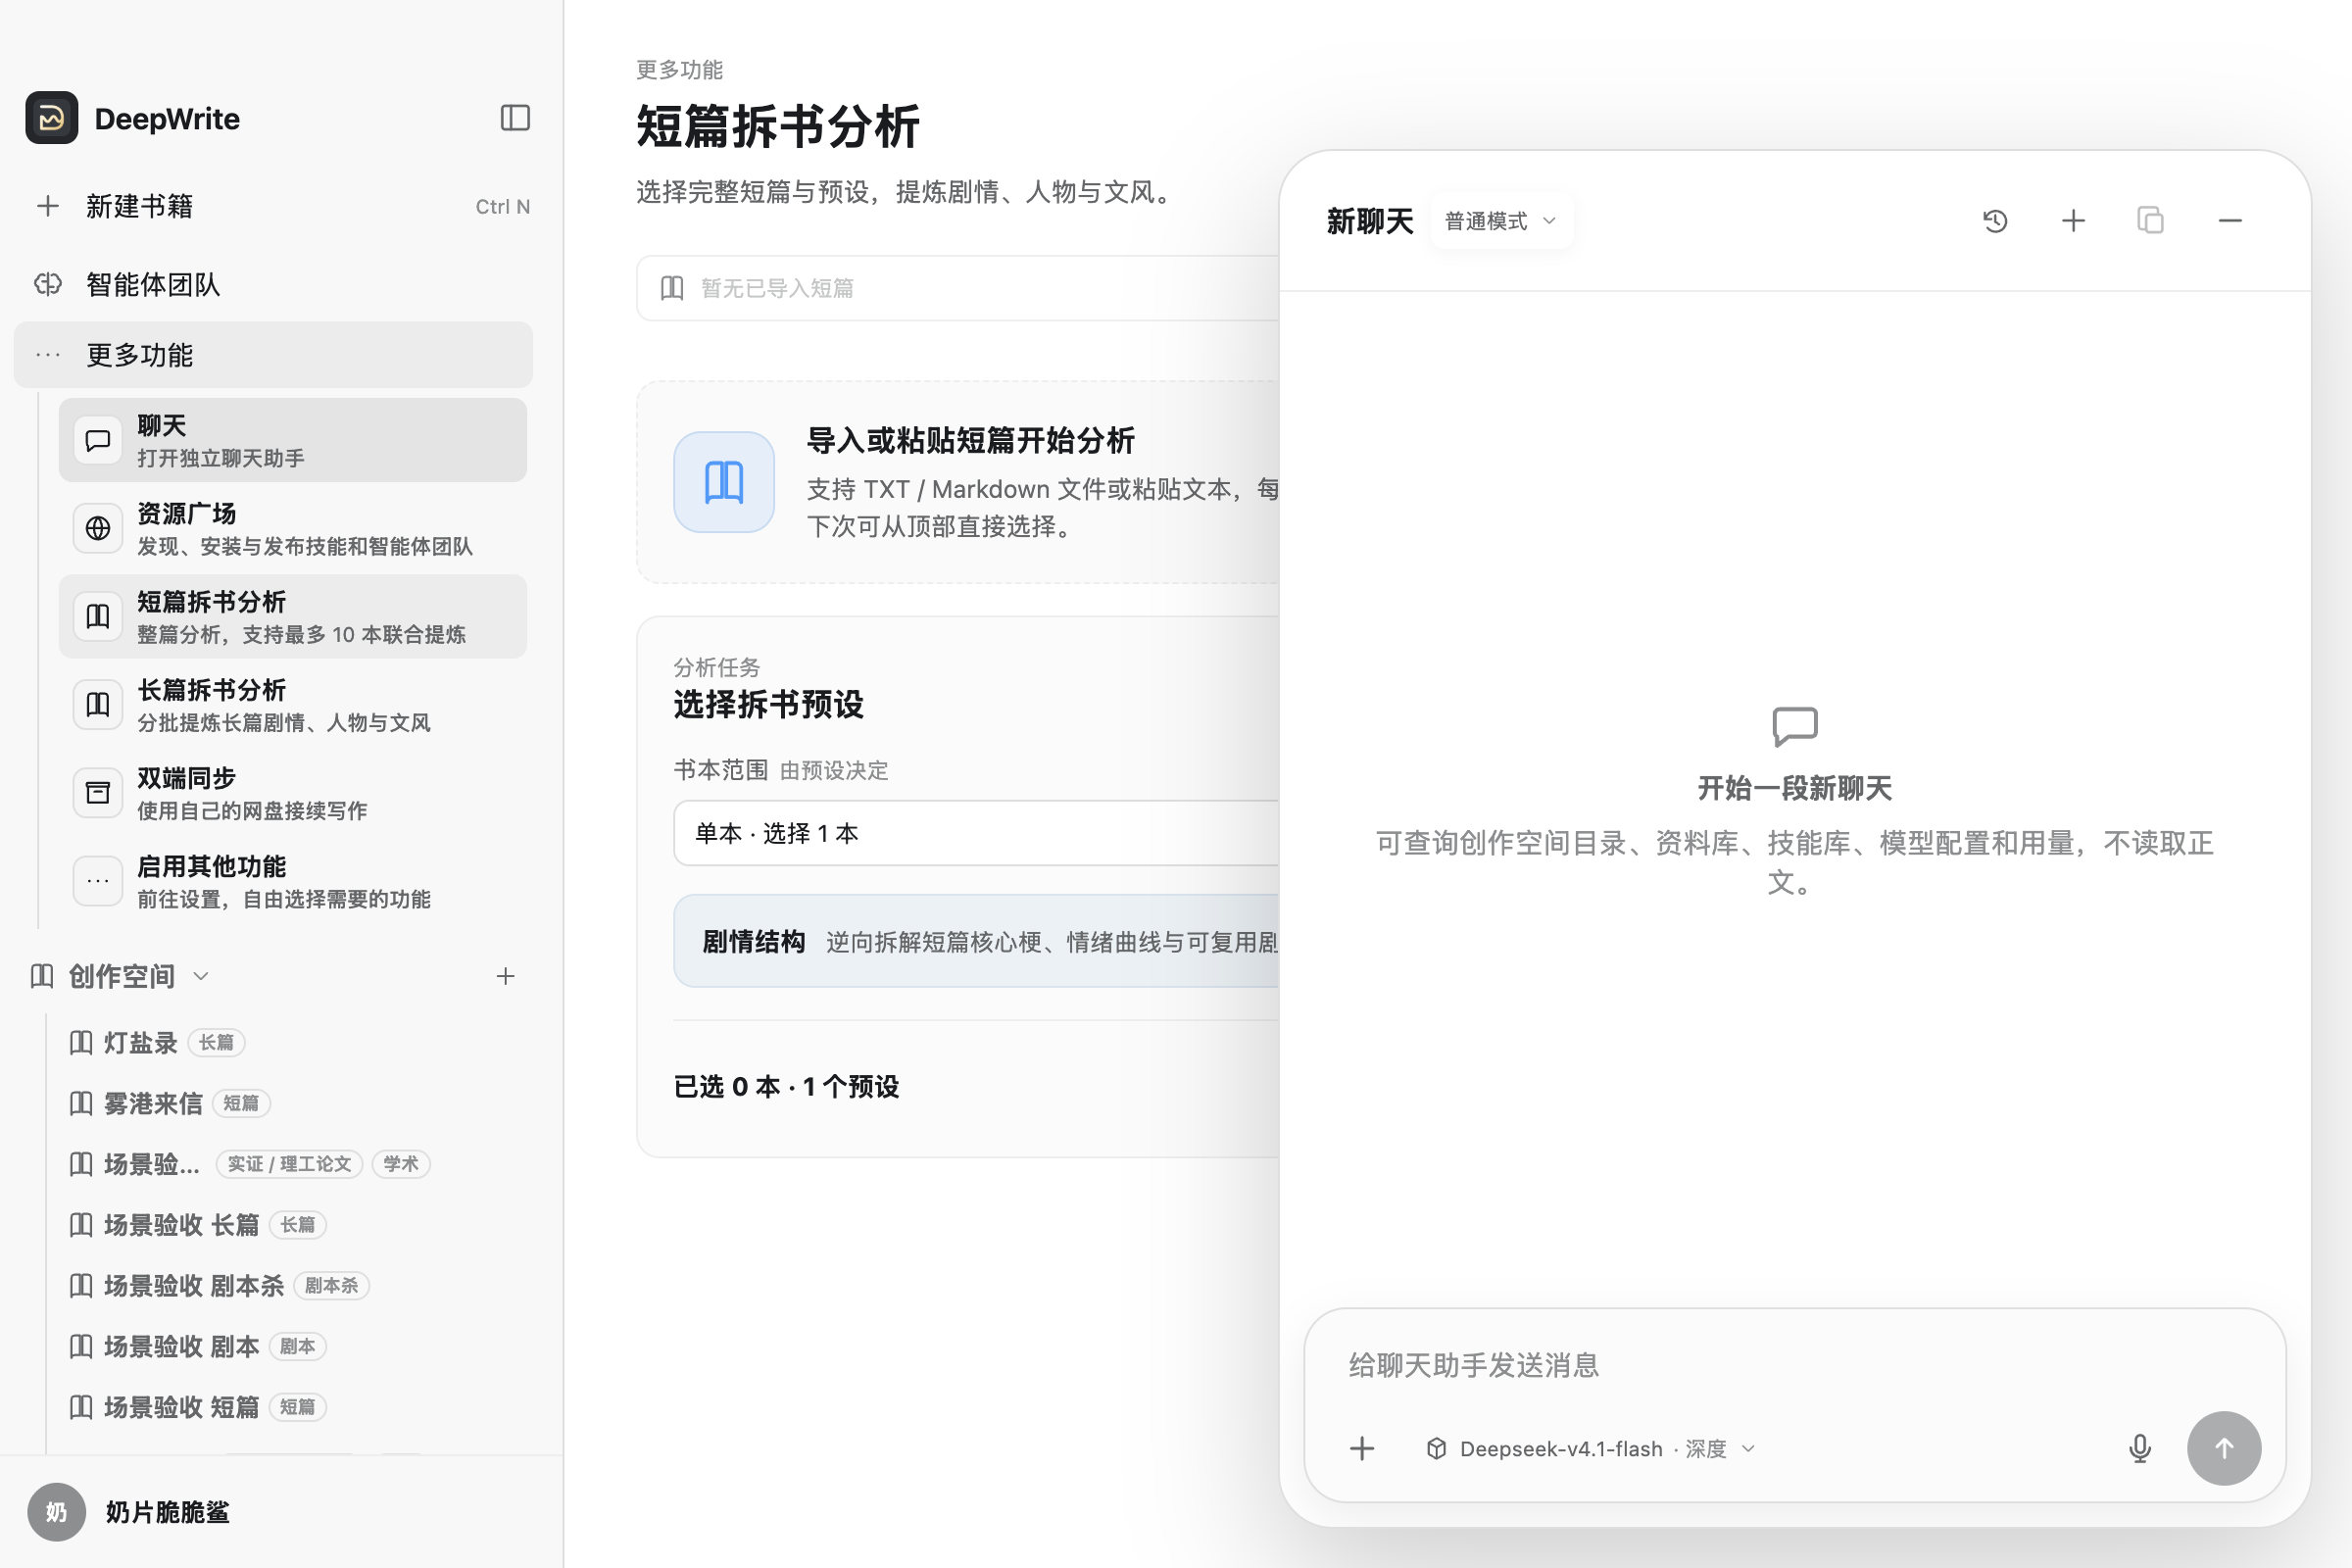 DeepWrite
新建书籍
Ctrl N
智能体团队
更多功能
聊天
打开独立聊天助手
资源广场
发现、安装与发布技能和智能体团队
短篇拆书分析
整篇分析，支持最多 10 本联合提炼
长篇拆书分析
分批提炼长篇剧情、人物与文风
双端同步
使用自己的网盘接续写作
启用其他功能
前往设置，自由选择需要的功能
创作空间
灯盐录 长篇
雾港来信 短篇
场景验... 实证 / 理工论文 学术
场景验收 长篇 长篇
场景验收 剧本杀 剧本杀
场景验收 剧本 剧本
场景验收 短篇 短篇
奶 奶片脆脆鲨
更多功能
短篇拆书分析
选择完整短篇与预设，提炼剧情、人物与文风。
暂无已导入短篇
导入或粘贴短篇开始分析
支持 TXT / Markdown 文件或粘贴文本，每
下次可从顶部直接选择。
分析任务
选择拆书预设
书本范围 由预设决定
单本 · 选择 1 本
剧情结构 逆向拆解短篇核心梗、情绪曲线与可复用剧
已选 0 本 · 1 个预设
新聊天 普通模式
开始一段新聊天
可查询创作空间目录、资料库、技能库、模型配置和用量，不读取正
文。
给聊天助手发送消息
Deepseek-v4.1-flash · 深度